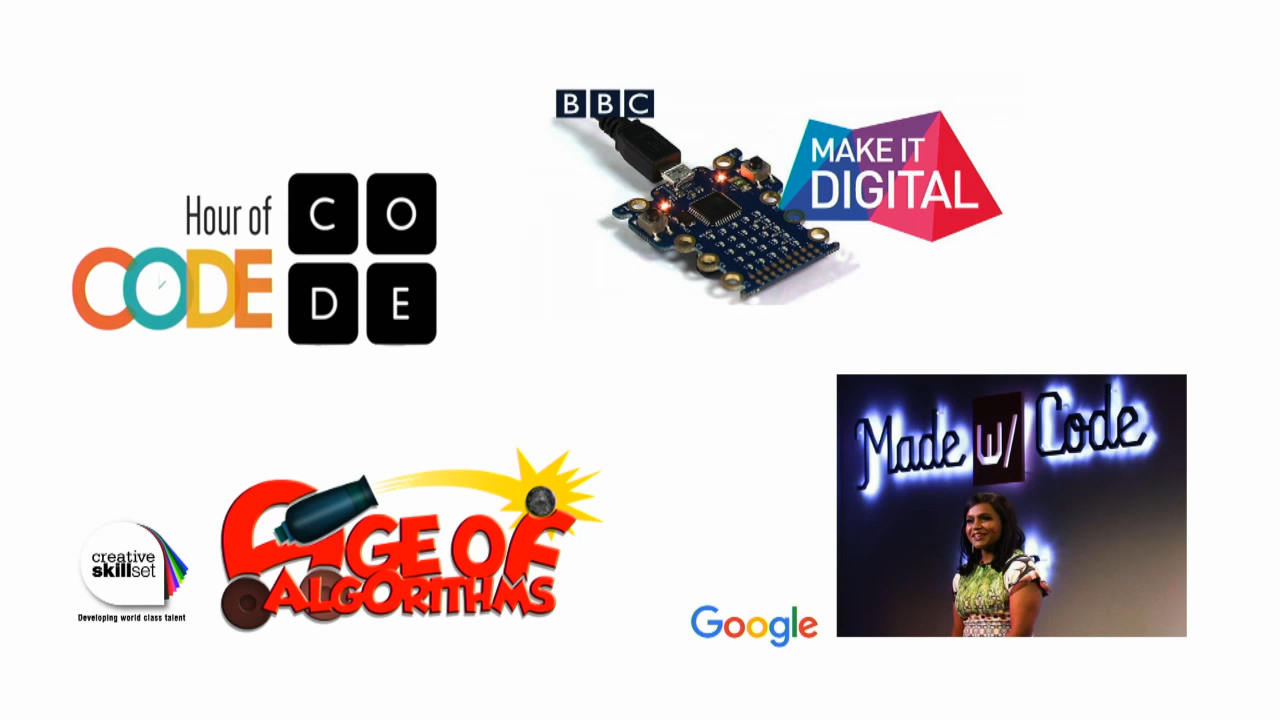 BBC
MAKE IT
DIGITAL
Hour of
CODE
C O
D E
Made w/ Code
AGE OF
ALGORITHMS
creative
skillset
Developing world class talent
Google